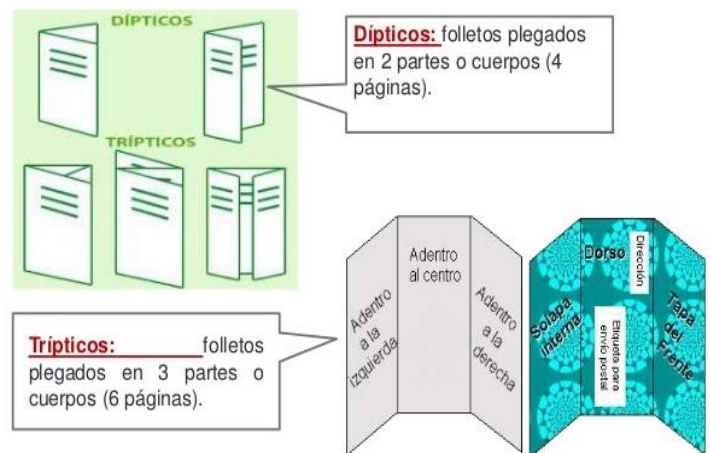 DÍPTICOS
Dípticos: folletos plegados
en 2 partes o cuerpos (4
páginas).
TRÍPTICOS
Trípticos: folletos
plegados en 3 partes o
cuerpos (6 páginas).
Adentro
a la
izquierda
Adentro
al centro
Adentro
a la
derecha
Solapa
interna
Dorso
Dirección
Etiqueta para
envío postal
Tapa
del
Frente